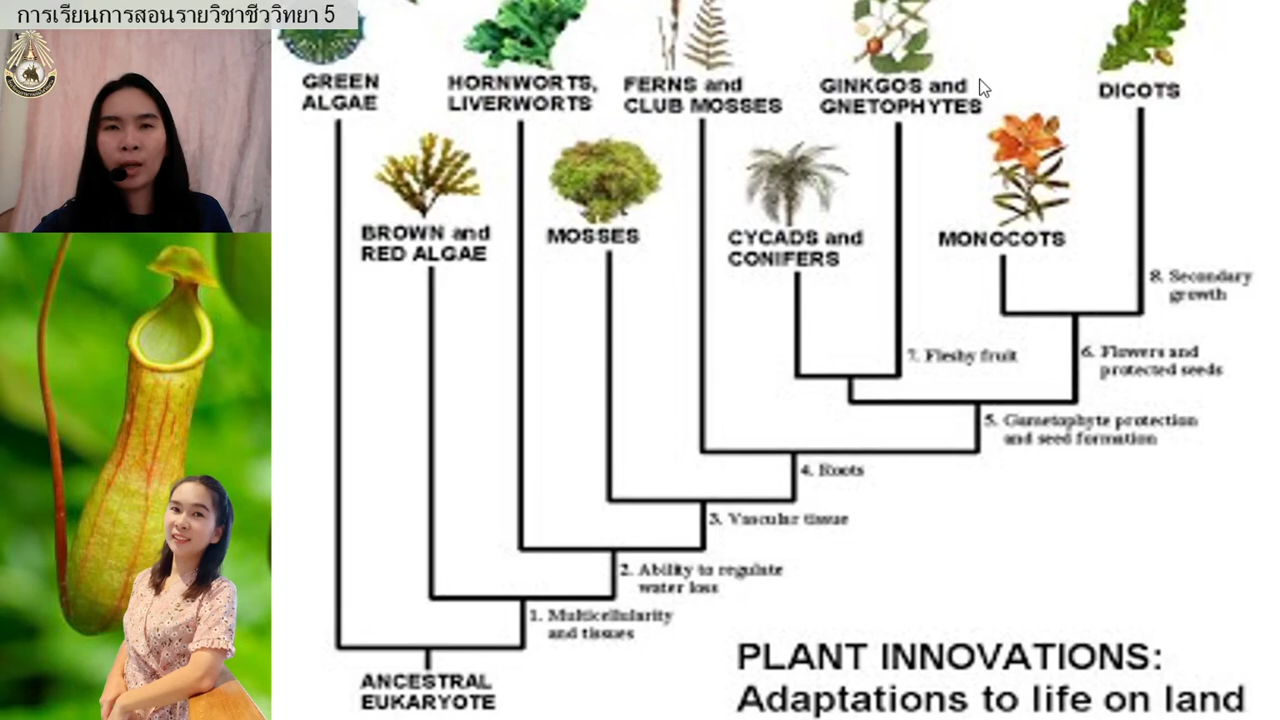 การเรียนการสอนรายวิชาชีววิทยา 5
GREEN
ALGAE
HORNWORTS,
LIVERWORTS
FERNS and
CLUB MOSSES
GINKGOS and
GNETOPHYTES
DICOTS
BROWN and
RED ALGAE
MOSSES
CYCADS and
CONIFERS
MONOCOTS
8. Secondary
growth
7. Fleshy fruit
6. Flowers and
protected seeds
5. Gametophyte protection
and seed formation
4. Roots
3. Vascular tissue
2. Ability to regulate
water loss
1. Multicellularity
and tissues
ANCESTRAL
EUKARYOTE
PLANT INNOVATIONS:
Adaptations to life on land